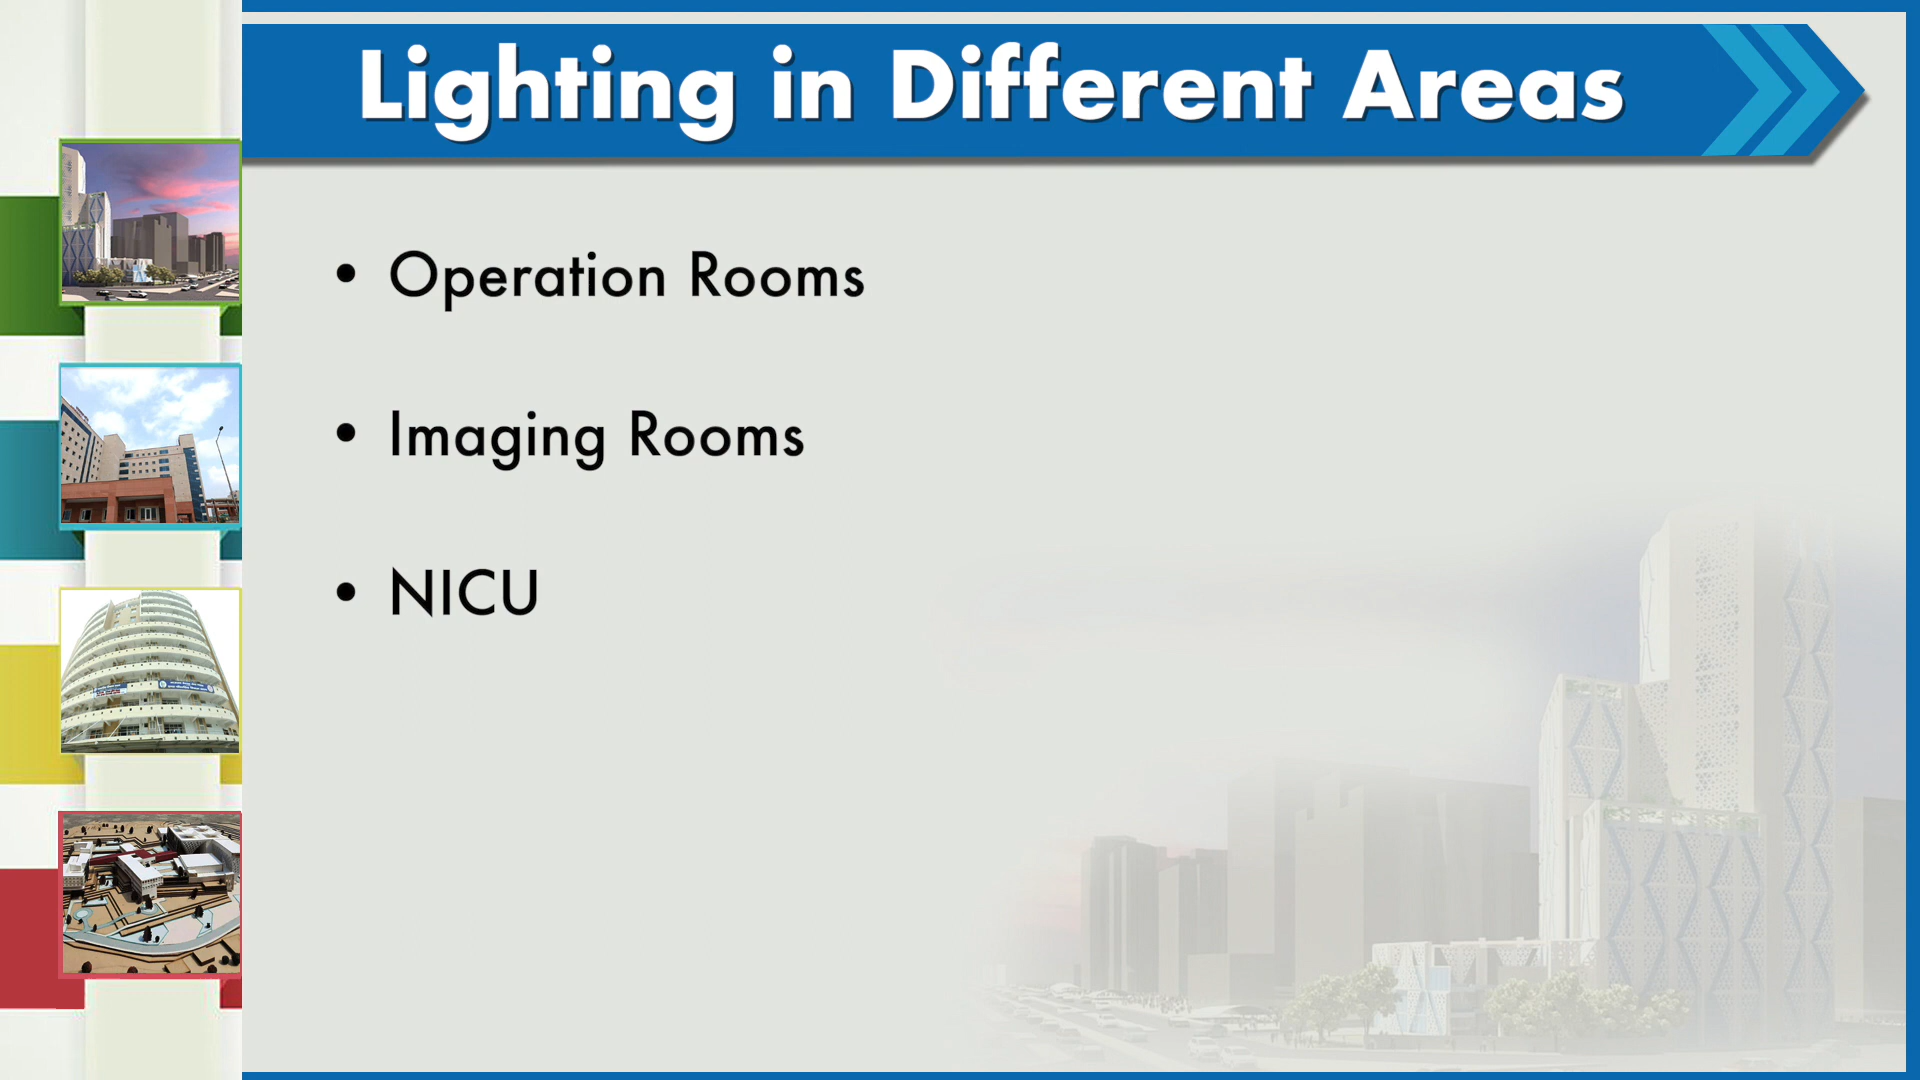 Lighting in Different Areas
• Operation Rooms
• Imaging Rooms
• NICU